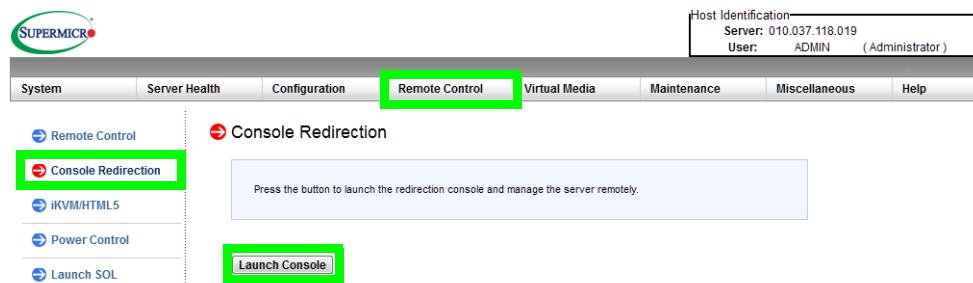 SUPERMICRO
Host Identification
Server: 010.037.118.019
User: ADMIN ( Administrator )
System Server Health Configuration Remote Control Virtual Media Maintenance Miscellaneous Help
Remote Control
Console Redirection
iKVM/HTML5
Power Control
Launch SOL
Console Redirection
Press the button to launch the redirection console and manage the server remotely.
Launch Console